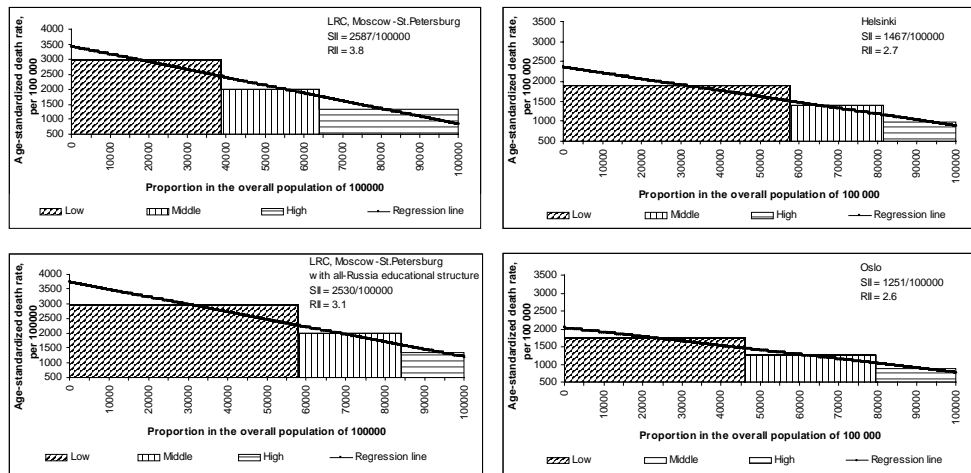 LRC, Moscow -St.Petersburg
SII = 2587/100000
RII = 3.8
Age-standardized death rate,
per 100 000
4000
3500
3000
2500
2000
1500
1000
500
0
10000
20000
30000
40000
50000
60000
70000
80000
90000
100000
Proportion in the overall population of 100000
Low
Middle
High
Regression line
Helsinki
SII = 1467/100000
RII = 2.7
Age-standardized death rate,
per 100 000
3500
3000
2500
2000
1500
1000
500
0
10000
20000
30000
40000
50000
60000
70000
80000
90000
100000
Proportion in the overall population of 100 000
Low
Middle
High
Regression line
LRC, Moscow -St.Petersburg
with all-Russia educational structure
SII = 2530/100000
RII = 3.1
Age-standardized death rate,
per 100000
4000
3500
3000
2500
2000
1500
1000
500
0
10000
20000
30000
40000
50000
60000
70000
80000
90000
100000
Proportion in the overall population of 100000
Low
Middle
High
Regression line
Oslo
SII = 1251/100000
RII = 2.6
Age-standardized death rate,
per 100 000
3500
3000
2500
2000
1500
1000
500
0
10000
20000
30000
40000
50000
60000
70000
80000
90000
100000
Proportion in the overall population of 100 000
Low
Middle
High
Regression line